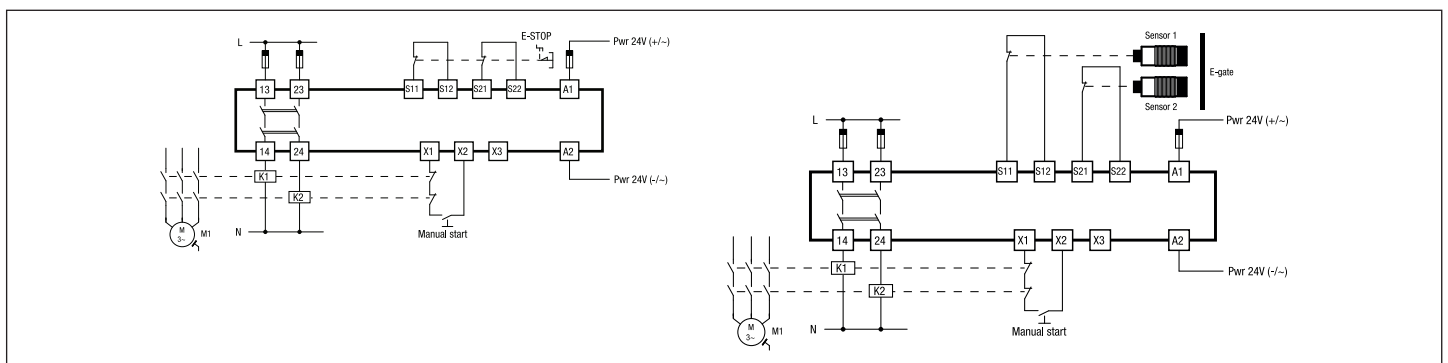 E-STOP
L
Pwr 24V (+/~)
13 23 S11 S12 S21 S22 A1
14 24 X1 X2 X3 A2
K1
K2
Pwr 24V (-/~)
M
3~
M1
N
Manual start
Sensor 1
E-gate
Sensor 2
L
Pwr 24V (+/~)
13 23 S11 S12 S21 S22 A1
14 24 X1 X2 X3 A2
K1
K2
Pwr 24V (-/~)
M
3~
M1
N
Manual start